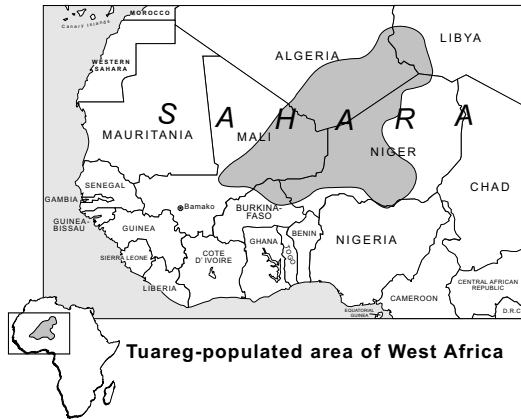 MOROCCO
Canary Islands
ALGERIA
LIBYA
WESTERN
SAHARA
SAHARA
MAURITANIA
MALI
NIGER
CHAD
SENEGAL
GAMBIA
Bamako
BURKINA-
FASO
GUINEA-
BISSAU
GUINEA
BENIN
NIGERIA
GHANA
TOGO
COTE
D'IVOIRE
SIERRA LEONE
LIBERIA
CENTRAL AFRICAN
REPUBLIC
CAMEROON
EQUATORIAL
GUINEA
D.R.C
Tuareg-populated area of West Africa